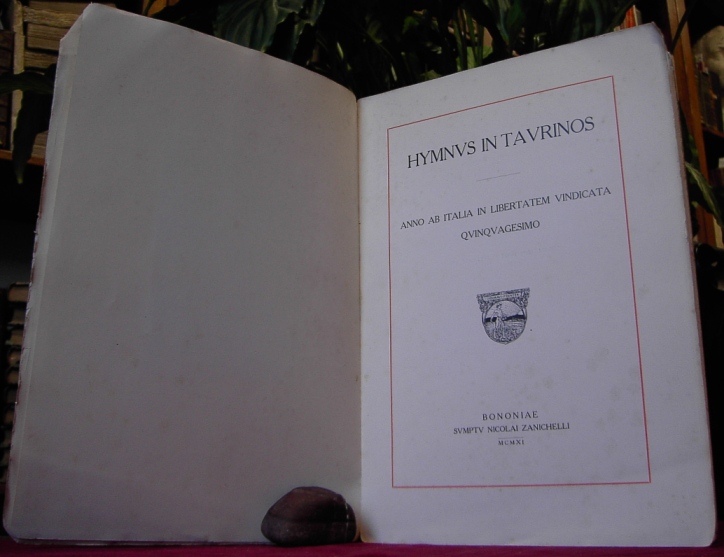 HYMNVS IN TAVRINOS
ANNO AB ITALIA IN LIBERTATEM VINDICATA
QVINQVAGESIMO
BONONIAE
SVMPTV NICOLAI ZANICHELLI
MCMXI